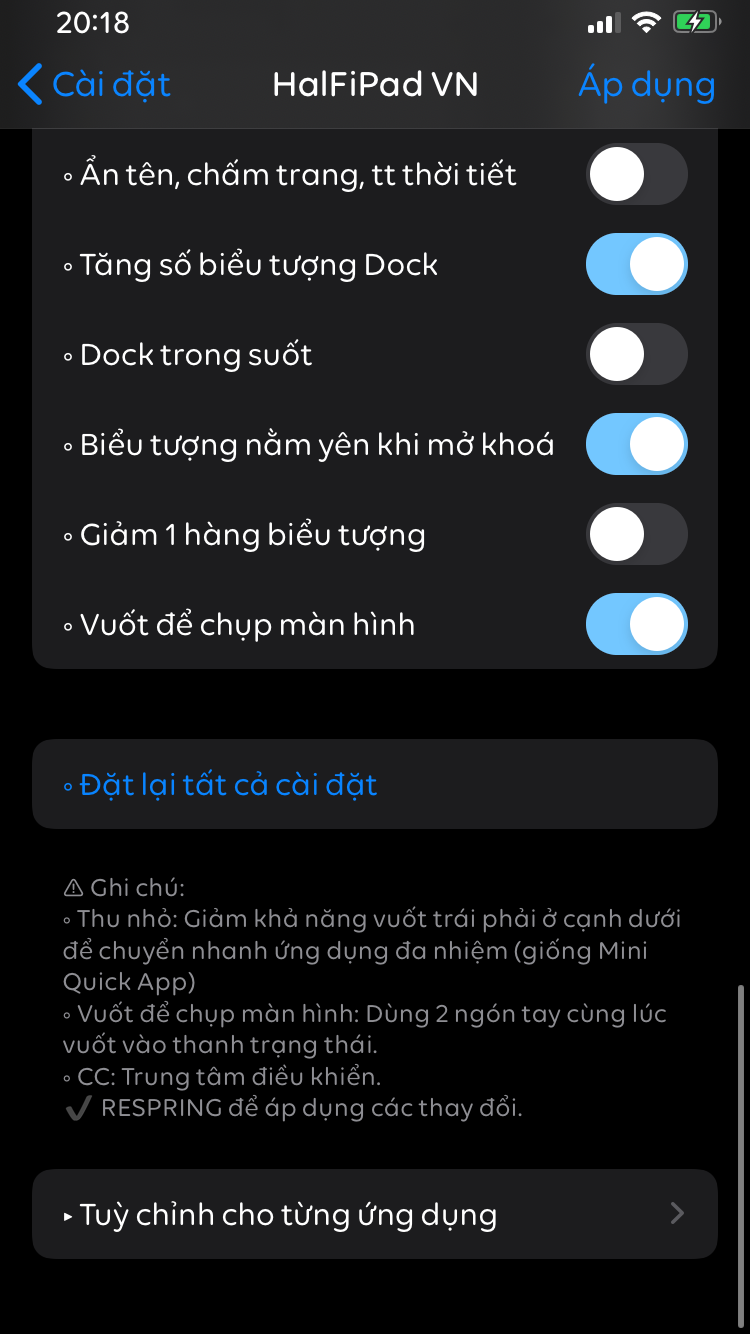 20:18
Cài đặt
HalFiPad VN
Áp dụng
◦ Ẩn tên, chấm trang, tt thời tiết
◦ Tăng số biểu tượng Dock
◦ Dock trong suốt
◦ Biểu tượng nằm yên khi mở khoá
◦ Giảm 1 hàng biểu tượng
◦ Vuốt để chụp màn hình
◦ Đặt lại tất cả cài đặt
⚠ Ghi chú:
◦ Thu nhỏ: Giảm khả năng vuốt trái phải ở cạnh dưới
để chuyển nhanh ứng dụng đa nhiệm (giống Mini
Quick App)
◦ Vuốt để chụp màn hình: Dùng 2 ngón tay cùng lúc
vuốt vào thanh trạng thái.
◦ CC: Trung tâm điều khiển.
✔ RESPRING để áp dụng các thay đổi.
▸ Tuỳ chỉnh cho từng ứng dụng